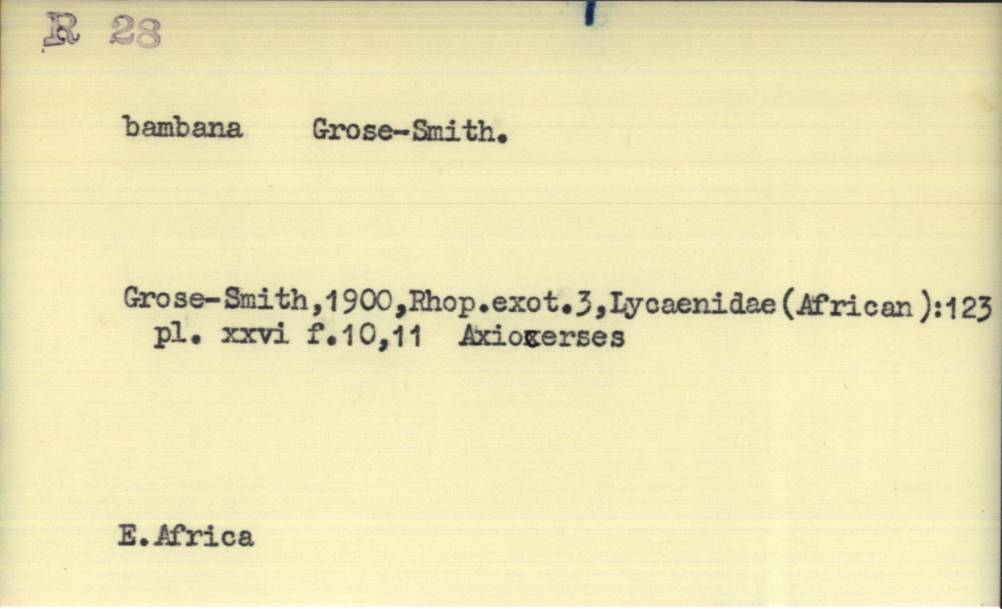 R 28
bambana Grose-Smith.
Grose-Smith,1900,Rhop.exot.3,Lycaenidae(African):123
pl. xxvi f.10,11 Axiocerses
E.Africa